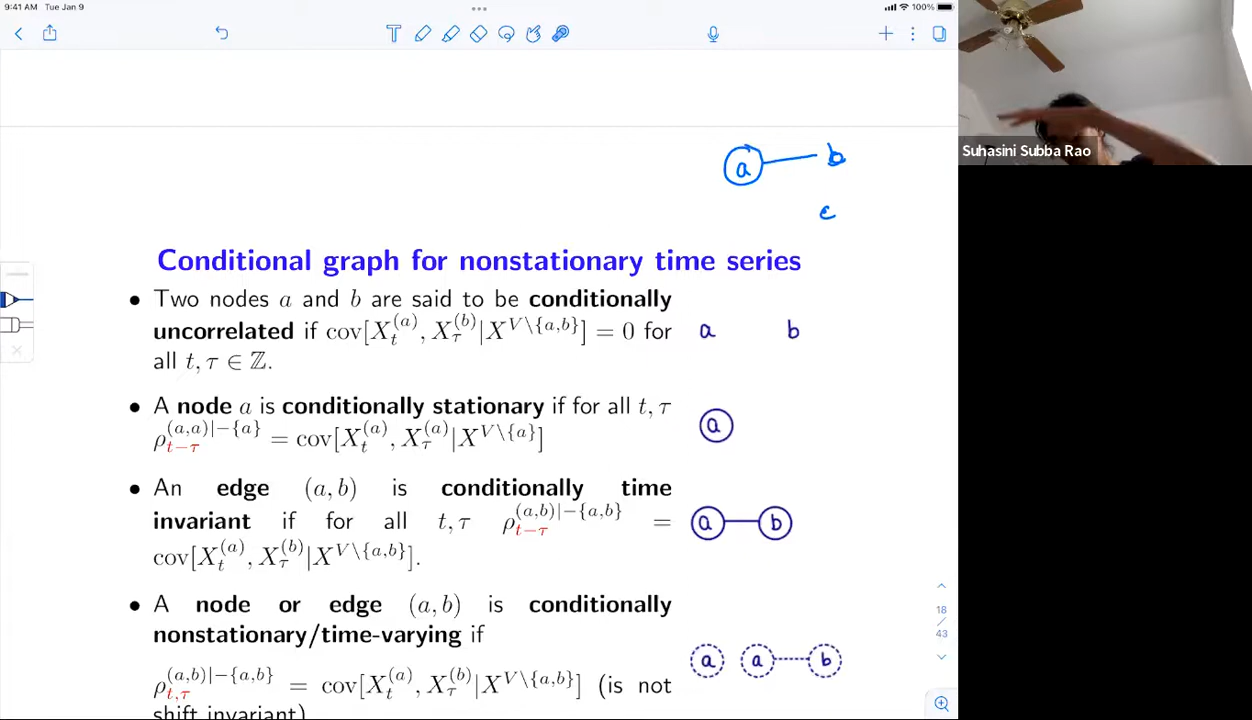 9:41 AM Tue Jan 9
100%
a b
c
Suhasini Subba Rao
Conditional graph for nonstationary time series
• Two nodes a and b are said to be conditionally
uncorrelated if cov[X_t^{(a)}, X_τ^{(b)}|X^{V\{a,b}}] = 0 for
all t, τ ∈ ℤ.
a b
• A node a is conditionally stationary if for all t, τ
ρ_{t−τ}^{(a,a)|−{a}} = cov[X_t^{(a)}, X_τ^{(a)}|X^{V\{a}}]
a
• An edge (a, b) is conditionally time
invariant if for all t, τ ρ_{t−τ}^{(a,b)|−{a,b}} =
cov[X_t^{(a)}, X_τ^{(b)}|X^{V\{a,b}}].
a b
• A node or edge (a, b) is conditionally
nonstationary/time-varying if
a a b
ρ_{t,τ}^{(a,b)|−{a,b}} = cov[X_t^{(a)}, X_τ^{(b)}|X^{V\{a,b}}] (is not
shift invariant)
18
/
43